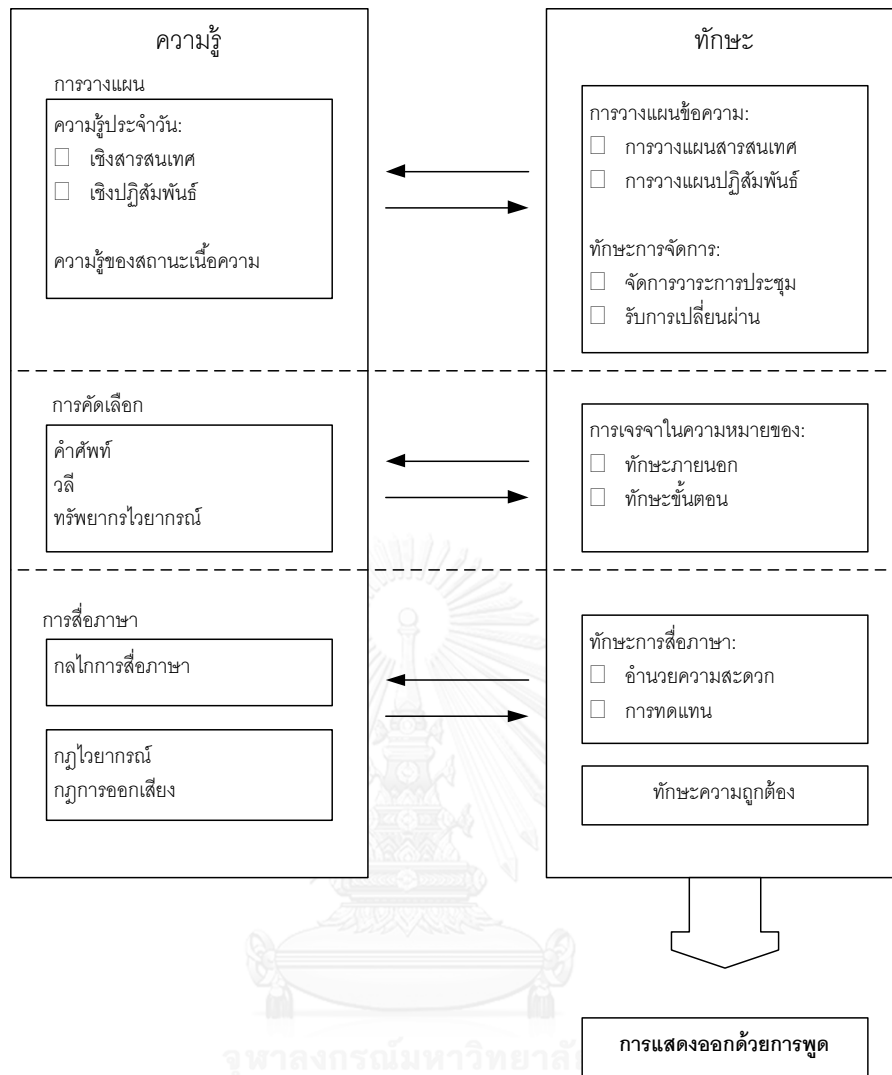 ความรู้
การวางแผน
ความรู้ประจำวัน:
เชิงสารสนเทศ
เชิงปฏิสัมพันธ์
ความรู้ของสถานะเนื้อความ
การคัดเลือก
คำศัพท์
วลี
ทรัพยากรไวยากรณ์
การสื่อภาษา
กลไกการสื่อภาษา
กฎไวยากรณ์
กฎการออกเสียง
ทักษะ
การวางแผนข้อความ:
การวางแผนสารสนเทศ
การวางแผนปฏิสัมพันธ์
ทักษะการจัดการ:
จัดการวาระการประชุม
รับการเปลี่ยนผ่าน
การเจรจาในความหมายของ:
ทักษะภายนอก
ทักษะขั้นตอน
ทักษะการสื่อภาษา:
อำนวยความสะดวก
การทดแทน
ทักษะความถูกต้อง
การแสดงออกด้วยการพูด
จุฬาลงกรณ์มหาวิทยาลัย